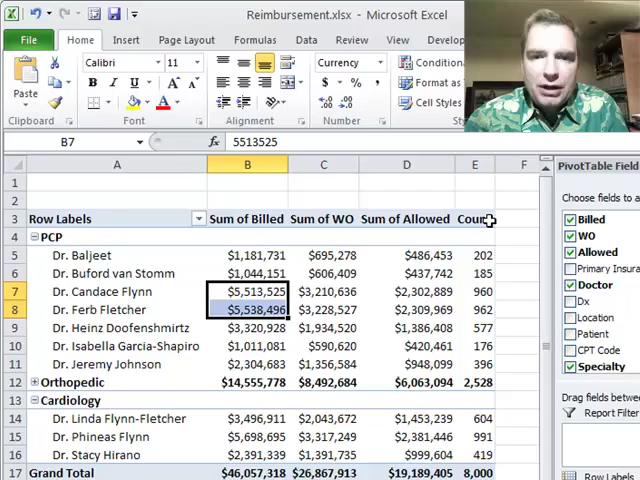 Reimbursement.xlsx - Microsoft Excel
File Home Insert Page Layout Formulas Data Review View Develo
Calibri 11 Currency Conditional
Paste B I U Format as
Cell Styles
Clipboard Font Alignment Number
B7 fx 5513525
A B C D E F
PivotTable Field
Choose fields to
1
2
3 Row Labels Sum of Billed Sum of WO Sum of Allowed Coun
Billed
4 PCP
WO
5 Dr. Baljeet $1,181,731 $695,278 $486,453 202
Allowed
6 Dr. Buford van Stomm $1,044,151 $606,409 $437,742 185
Primary Insura
7 Dr. Candace Flynn $5,513,525 $3,210,636 $2,302,889 960
Doctor
8 Dr. Ferb Fletcher $5,538,496 $3,228,527 $2,309,969 962
Dx
9 Dr. Heinz Doofenshmirtz $3,320,928 $1,934,520 $1,386,408 577
Location
Patient
10 Dr. Isabella Garcia-Shapiro $1,011,081 $590,620 $420,461 176
CPT Code
11 Dr. Jeremy Johnson $2,304,683 $1,356,584 $948,099 396
Specialty
12 Orthopedic $14,555,778 $8,492,684 $6,063,094 2,528
Drag fields betwee
13 Cardiology
Report Filter
14 Dr. Linda Flynn-Fletcher $3,496,911 $2,043,672 $1,453,239 604
15 Dr. Phineas Flynn $5,698,695 $3,317,249 $2,381,446 991
16 Dr. Stacy Hirano $2,391,339 $1,391,735 $999,604 419
17 Grand Total $46,057,318 $26,867,913 $19,189,405 8,000
Row Labels